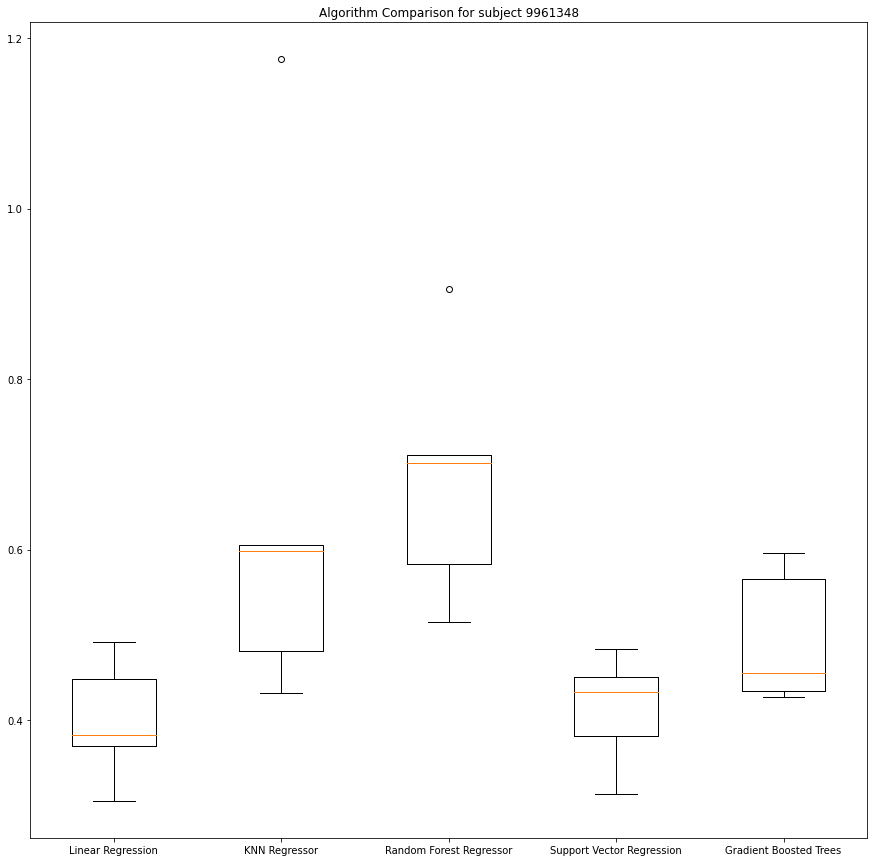 Algorithm Comparison for subject 9961348
1.2
1.0
0.8
0.6
0.4
Linear Regression KNN Regressor Random Forest Regressor Support Vector Regression Gradient Boosted Trees